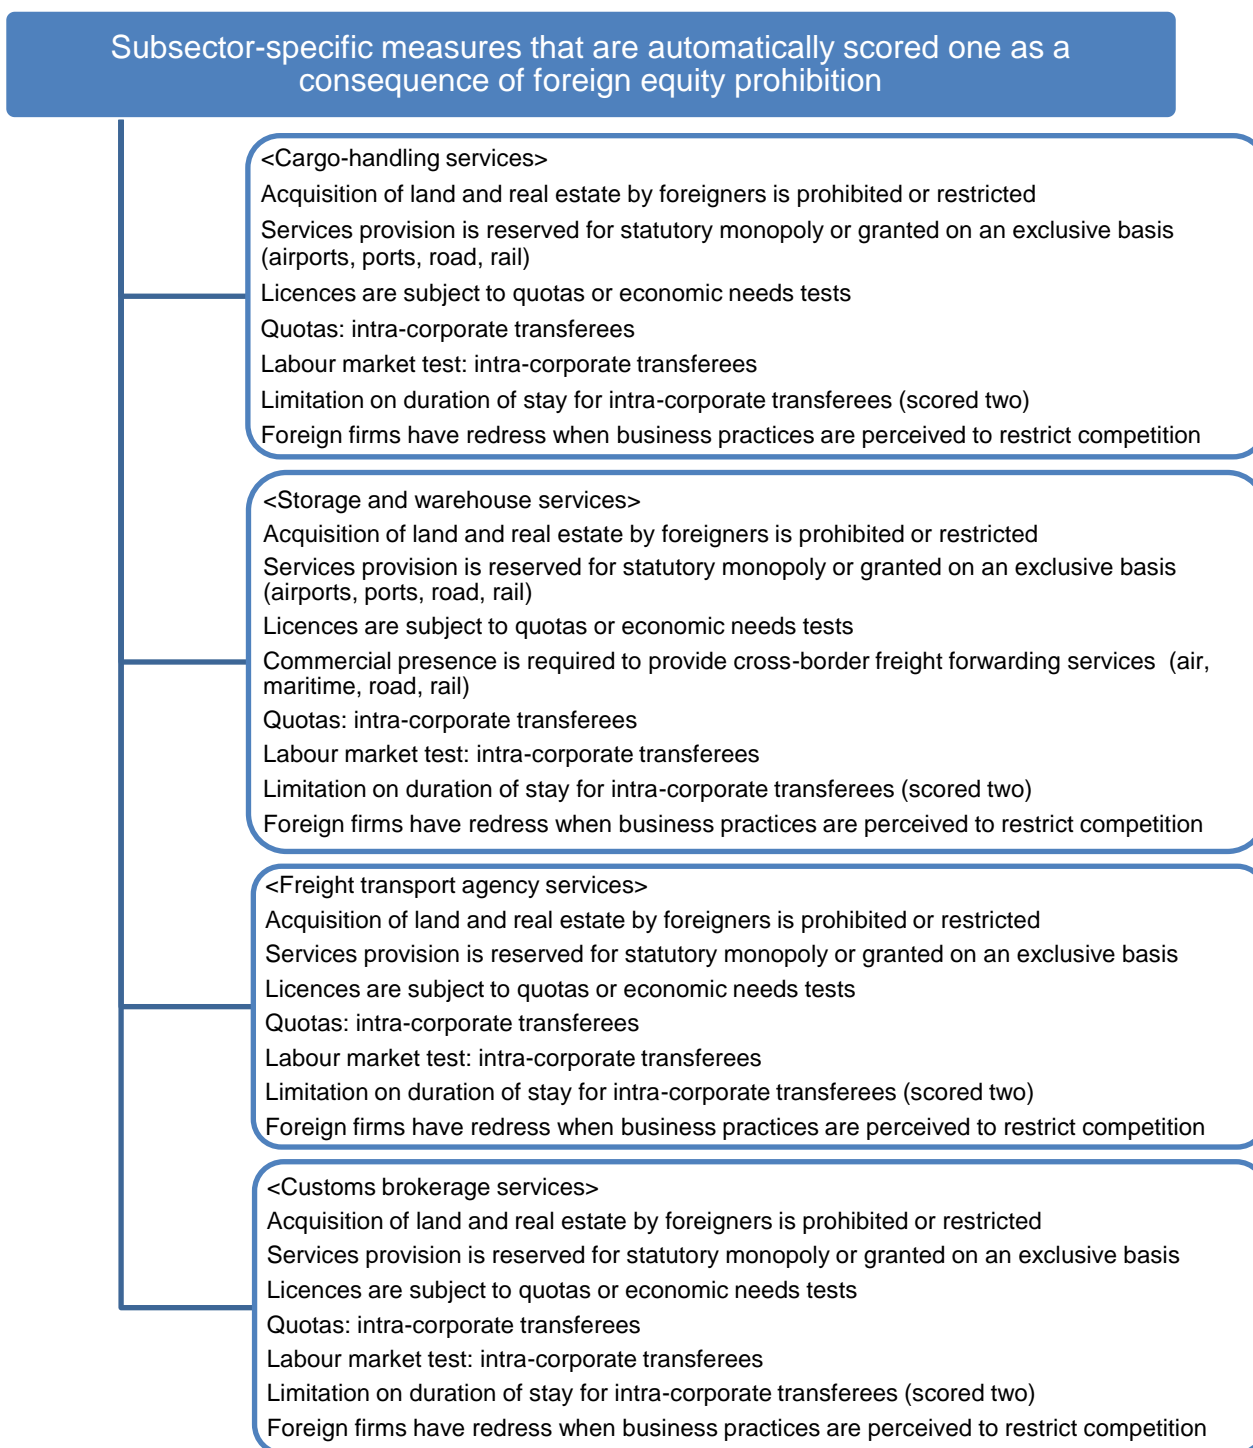 Subsector-specific measures that are automatically scored one as a
consequence of foreign equity prohibition
<Cargo-handling services>
Acquisition of land and real estate by foreigners is prohibited or restricted
Services provision is reserved for statutory monopoly or granted on an exclusive basis
(airports, ports, road, rail)
Licences are subject to quotas or economic needs tests
Quotas: intra-corporate transferees
Labour market test: intra-corporate transferees
Limitation on duration of stay for intra-corporate transferees (scored two)
Foreign firms have redress when business practices are perceived to restrict competition
<Storage and warehouse services>
Acquisition of land and real estate by foreigners is prohibited or restricted
Services provision is reserved for statutory monopoly or granted on an exclusive basis
(airports, ports, road, rail)
Licences are subject to quotas or economic needs tests
Commercial presence is required to provide cross-border freight forwarding services  (air,
maritime, road, rail)
Quotas: intra-corporate transferees
Labour market test: intra-corporate transferees
Limitation on duration of stay for intra-corporate transferees (scored two)
Foreign firms have redress when business practices are perceived to restrict competition
<Freight transport agency services>
Acquisition of land and real estate by foreigners is prohibited or restricted
Services provision is reserved for statutory monopoly or granted on an exclusive basis
Licences are subject to quotas or economic needs tests
Quotas: intra-corporate transferees
Labour market test: intra-corporate transferees
Limitation on duration of stay for intra-corporate transferees (scored two)
Foreign firms have redress when business practices are perceived to restrict competition
<Customs brokerage services>
Acquisition of land and real estate by foreigners is prohibited or restricted
Services provision is reserved for statutory monopoly or granted on an exclusive basis
Licences are subject to quotas or economic needs tests
Quotas: intra-corporate transferees
Labour market test: intra-corporate transferees
Limitation on duration of stay for intra-corporate transferees (scored two)
Foreign firms have redress when business practices are perceived to restrict competition